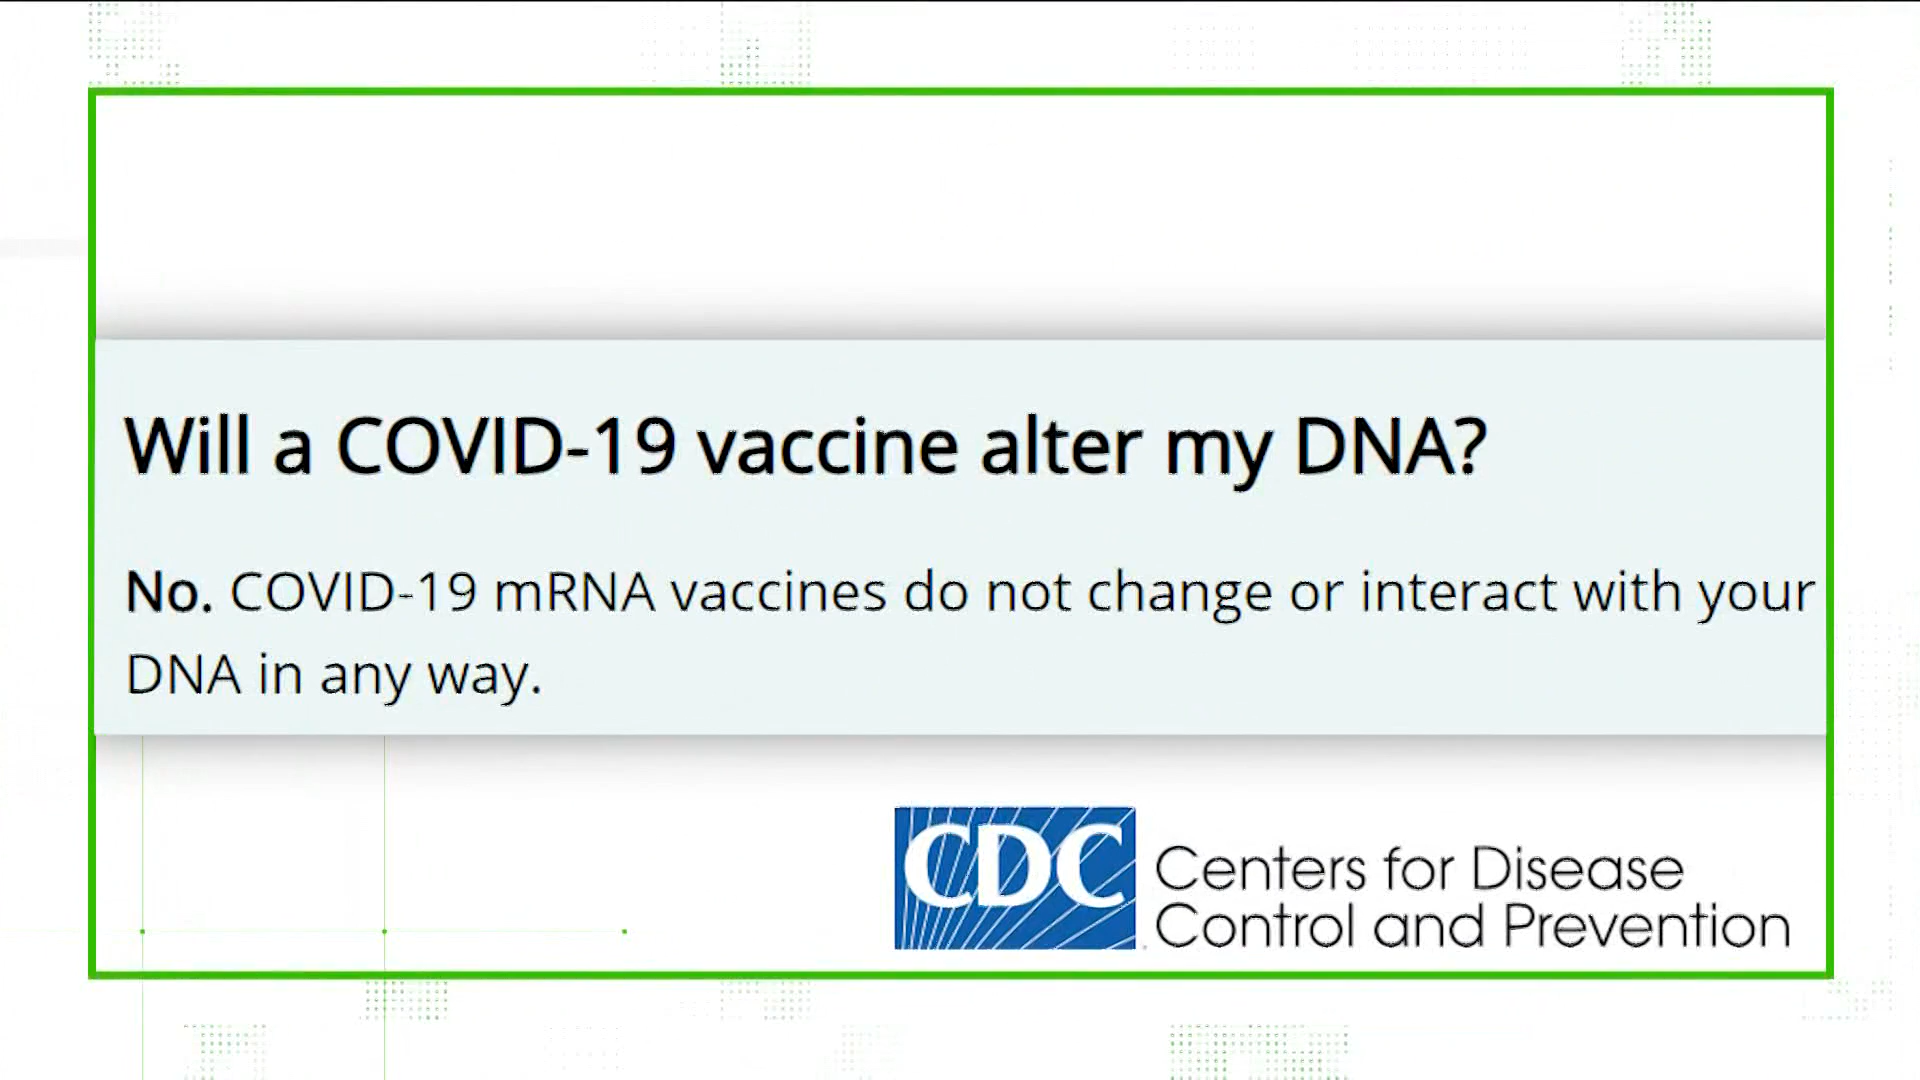 Will a COVID-19 vaccine alter my DNA?
No. COVID-19 mRNA vaccines do not change or interact with your
DNA in any way.
CDC
Centers for Disease
Control and Prevention